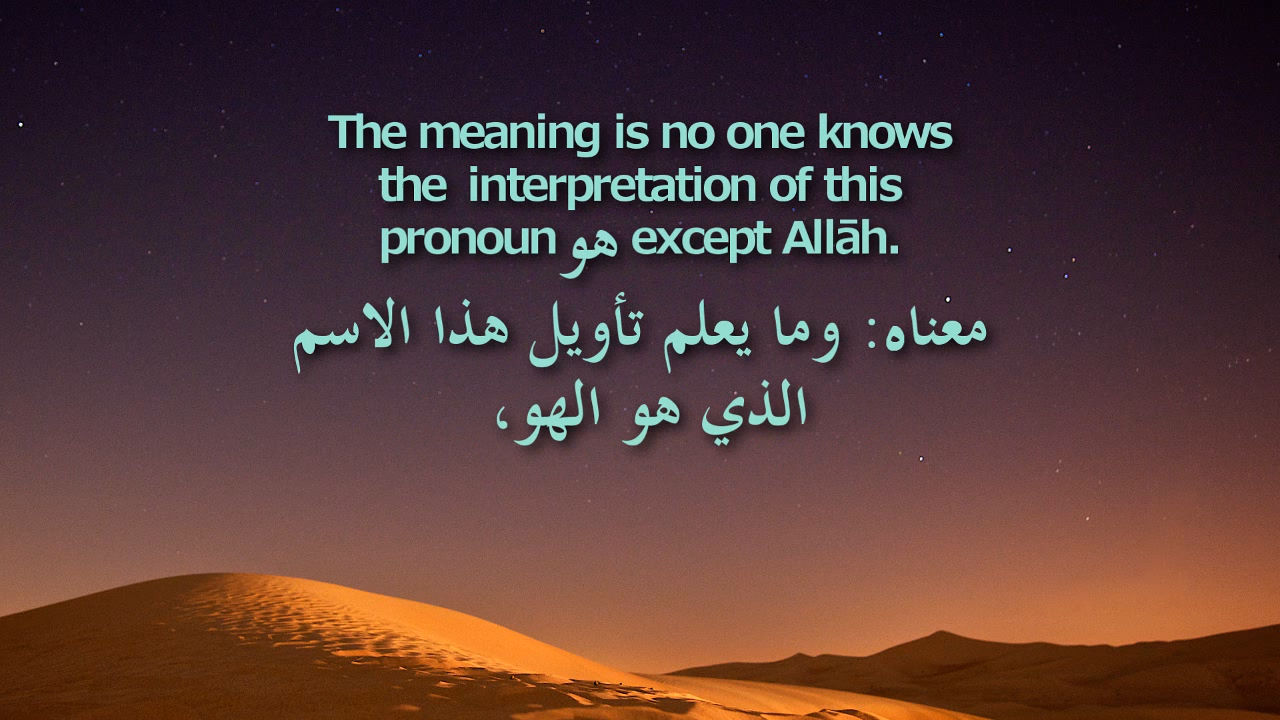 The meaning is no one knows
the interpretation of this
pronoun هو except Allāh.
معناه: وما يعلم تأويل هذا الاسم
الذي هو الهو،